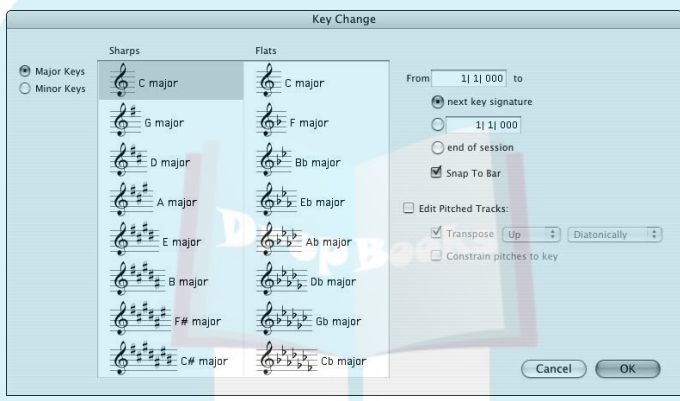 Key Change
Sharps
Flats
Major Keys
Minor Keys
C major
G major
D major
A major
E major
B major
F# major
C# major
C major
F major
Bb major
Eb major
Ab major
Db major
Gb major
Cb major
From 1| 1| 000 to
next key signature
1| 1| 000
end of session
Snap To Bar
Edit Pitched Tracks:
Transpose Up Diatonically
Constrain pitches to key
Cancel OK
Drop Books